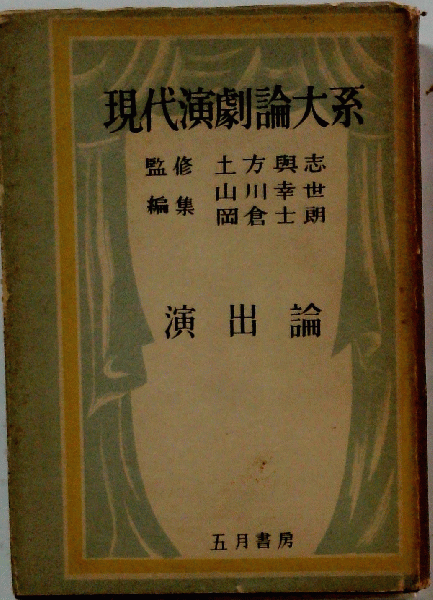 現代演劇論大系
監修 土方與志
編集 山川幸世
岡倉士朗
演出論
五月書房